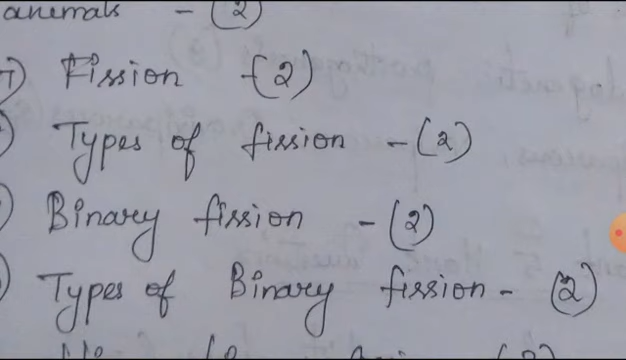 animals - (2)
Fission - (2)
Types of fission - (2)
Binary fission - (2)
Types of Binary fission - (2)